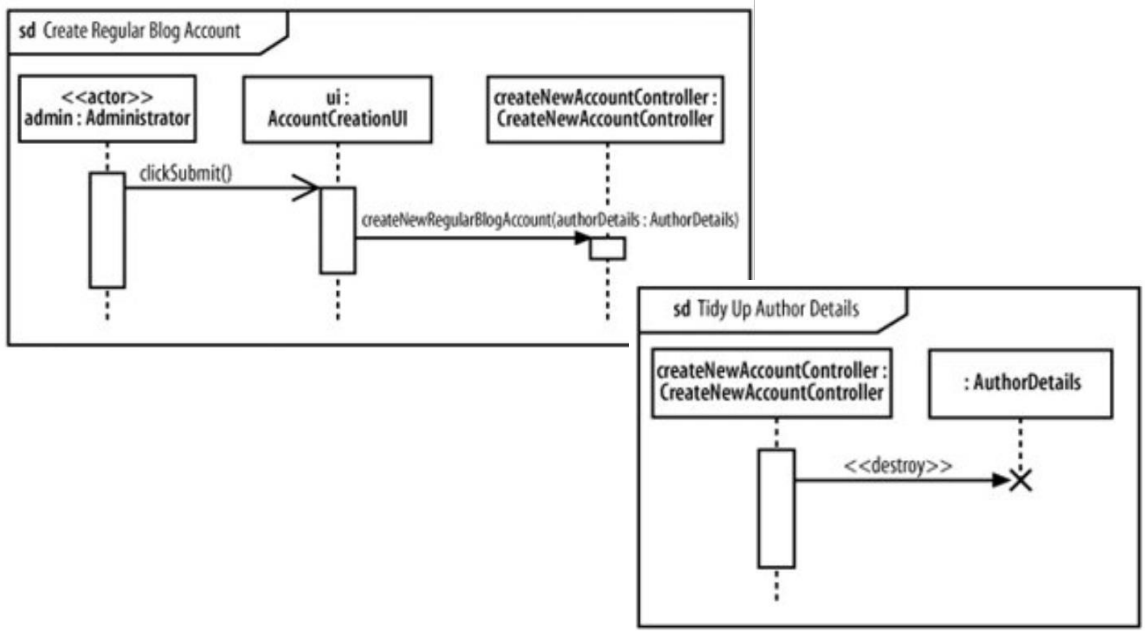 sd Create Regular Blog Account
<<actor>>
admin : Administrator
ui :
AccountCreationUI
createNewAccountController :
CreateNewAccountController
clickSubmit()
createNewRegularBlogAccount(authorDetails : AuthorDetails)
sd Tidy Up Author Details
createNewAccountController :
CreateNewAccountController
: AuthorDetails
<<destroy>>